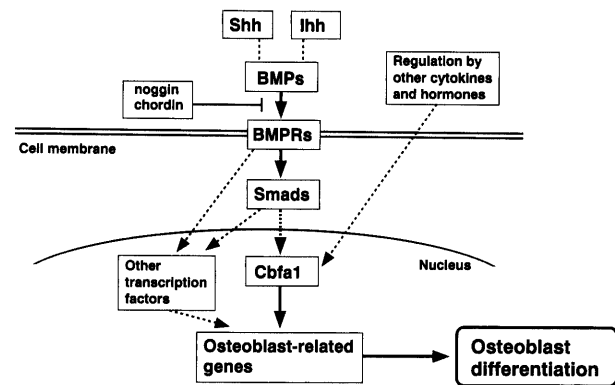 Shh
Ihh
BMPs
Regulation by
other cytokines
and hormones
noggin
chordin
BMPRs
Cell membrane
Smads
Other
transcription
factors
Cbfa1
Nucleus
Osteoblast-related
genes
Osteoblast
differentiation